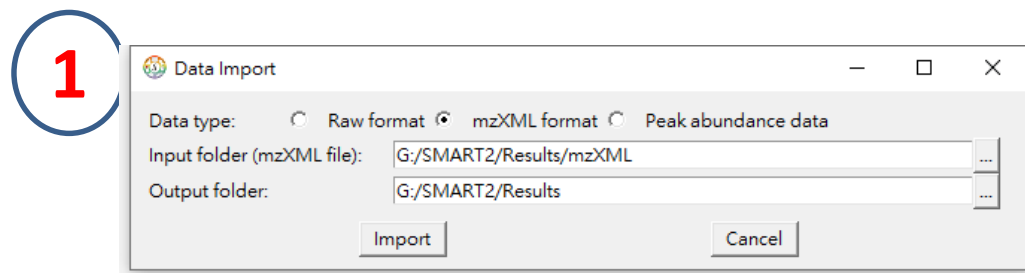 1
Data Import
Data type: Raw format mzXML format Peak abundance data
Input folder (mzXML file): G:/SMART2/Results/mzXML ...
Output folder: G:/SMART2/Results ...
Import Cancel